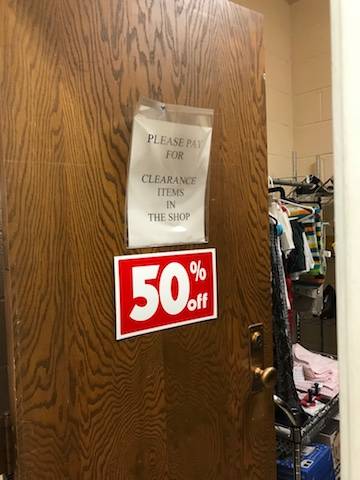 PLEASE PAY
FOR
CLEARANCE
ITEMS
IN
THE SHOP
50% off